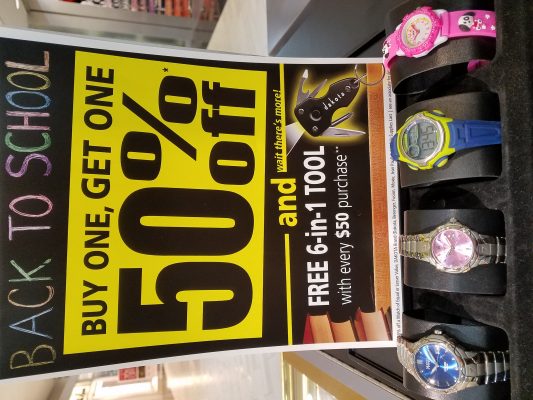 BACK TO SCHOOL
BUY ONE, GET ONE
50% off*
and wait there's more!
FREE 6-in-1 TOOL
with every $50 purchase**
dakota